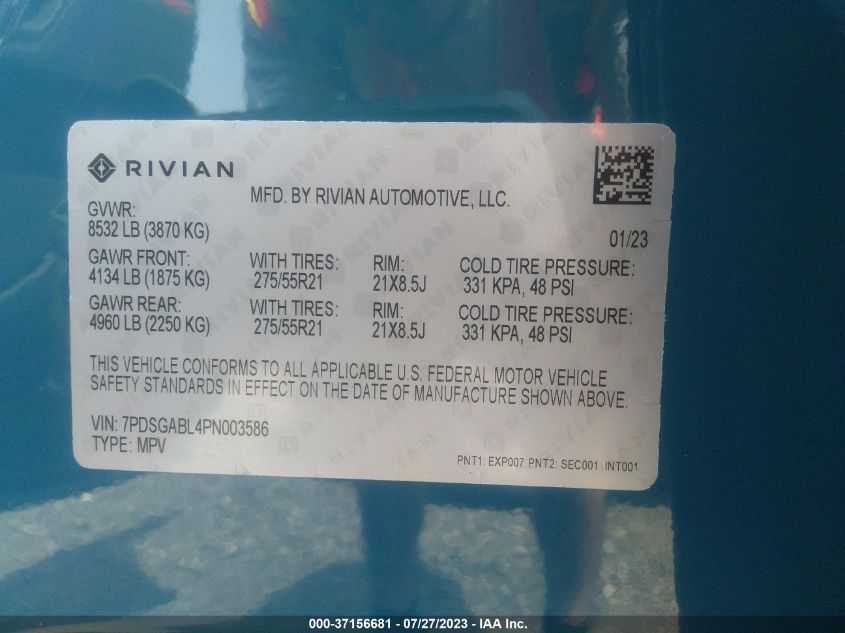 RIVIAN
MFD. BY RIVIAN AUTOMOTIVE, LLC.
GVWR:
8532 LB (3870 KG)
01/23
GAWR FRONT: WITH TIRES: RIM: COLD TIRE PRESSURE:
4134 LB (1875 KG) 275/55R21 21X8.5J 331 KPA, 48 PSI
GAWR REAR: WITH TIRES: RIM: COLD TIRE PRESSURE:
4960 LB (2250 KG) 275/55R21 21X8.5J 331 KPA, 48 PSI
THIS VEHICLE CONFORMS TO ALL APPLICABLE U.S. FEDERAL MOTOR VEHICLE
SAFETY STANDARDS IN EFFECT ON THE DATE OF MANUFACTURE SHOWN ABOVE.
VIN: 7PDSGABL4PN003586
TYPE: MPV
PNT1: EXP007 PNT2: SEC001 INT001
000-37156681 - 07/27/2023 - IAA Inc.